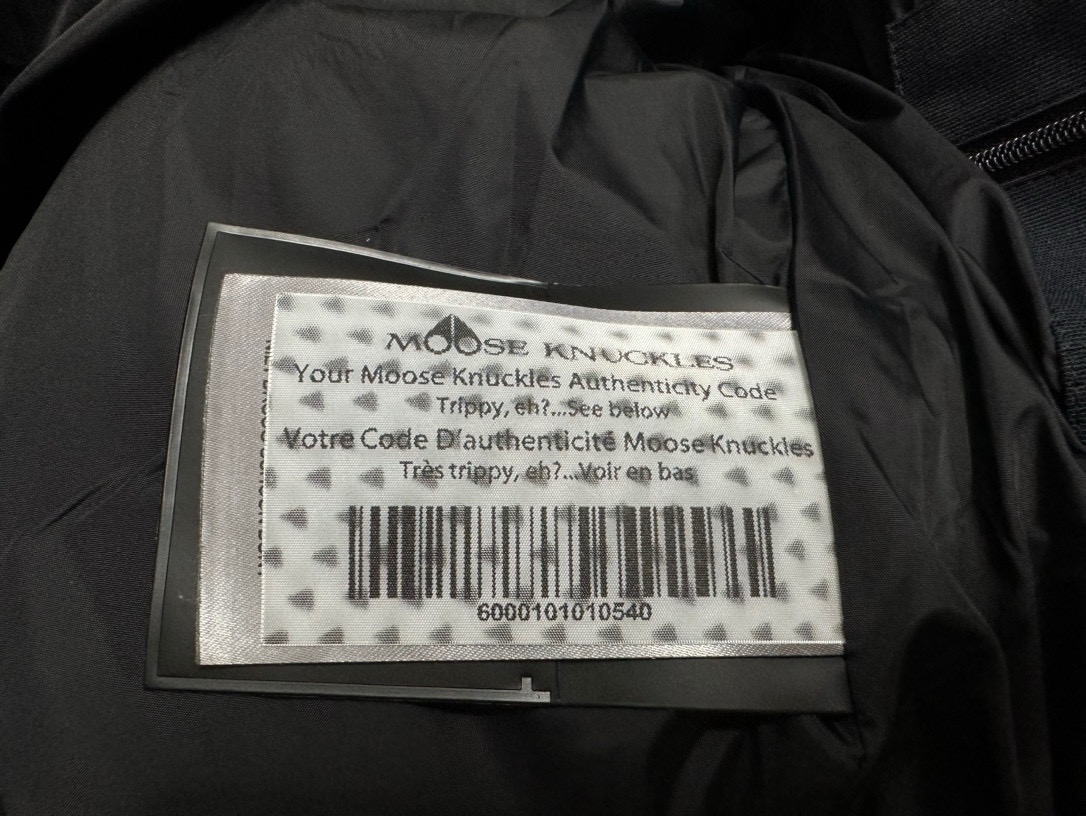 MOOSE KNUCKLES
Your Moose Knuckles Authenticity Code
Trippy, eh?...See below
Votre Code D'authenticité Moose Knuckles
Très trippy, eh?...Voir en bas
6000101010540